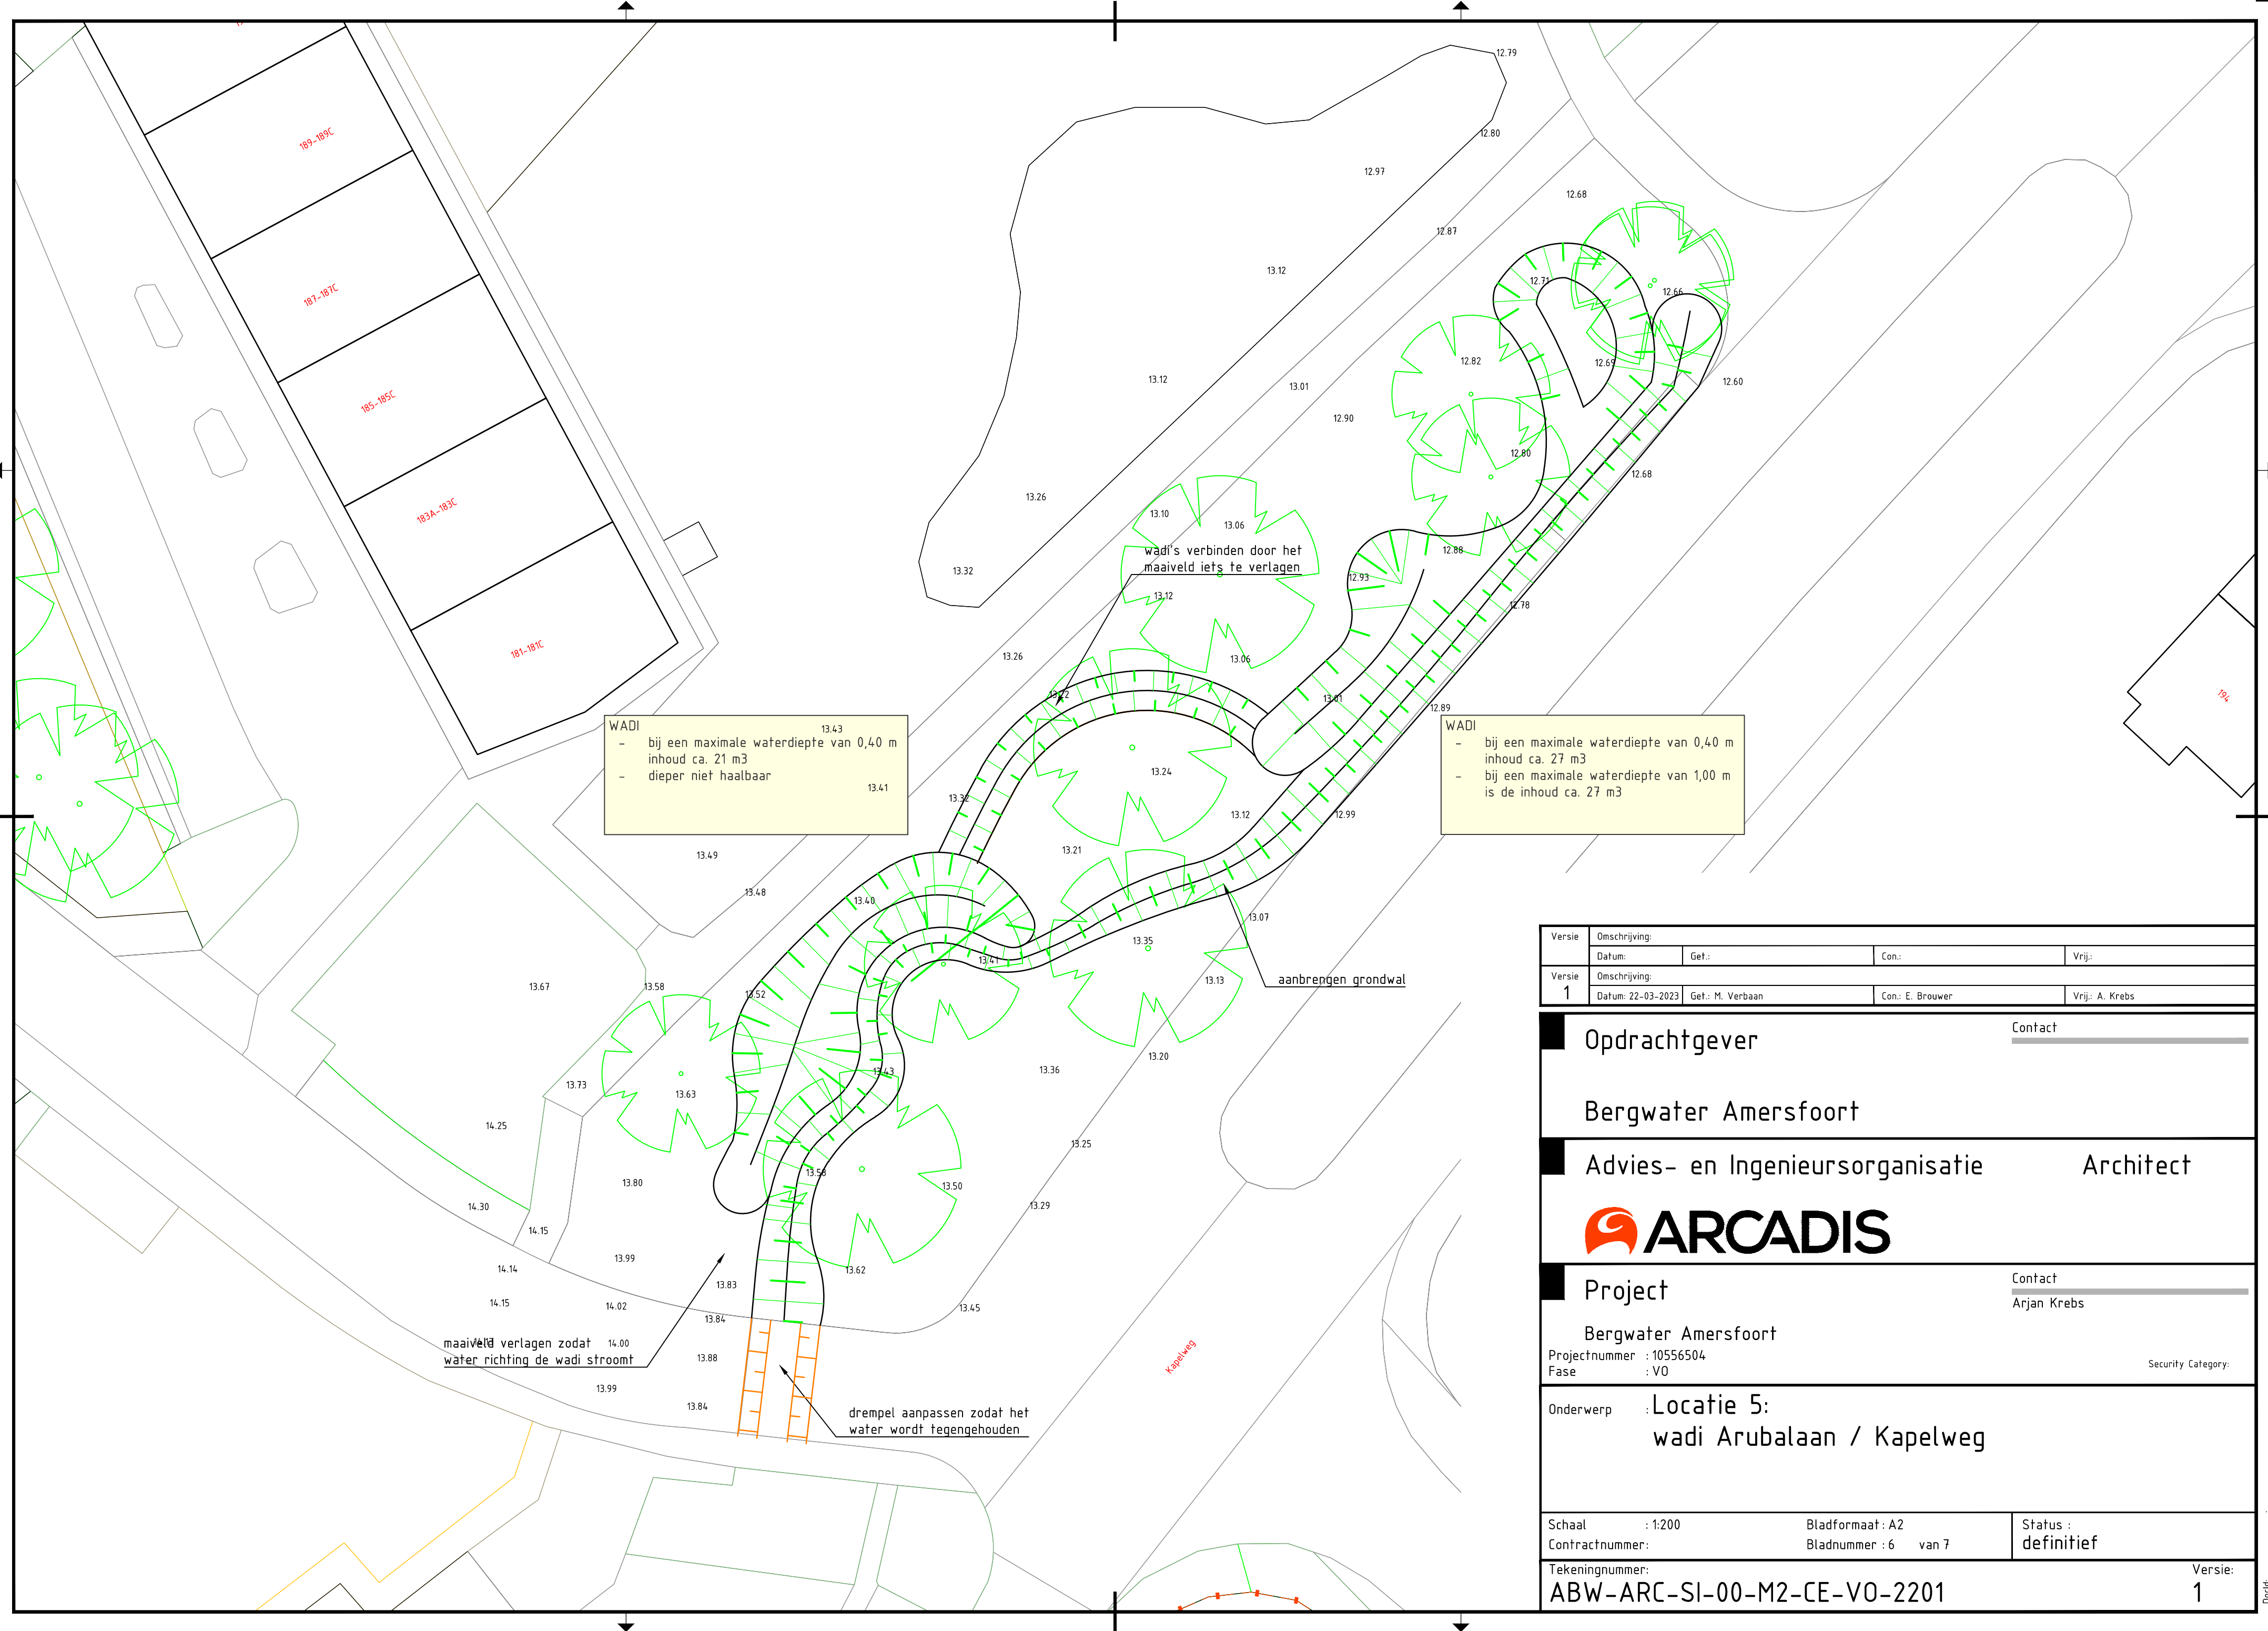 12.79
12.80
12.97
12.68
12.87
13.12
12.71
12.66
12.82
12.69
12.60
13.12
13.01
12.90
12.80
12.68
13.26
13.10
13.06
wadi's verbinden door het
maaiveld iets te verlagen
12.88
13.32
12.93
13.12
12.78
13.26
13.06
13.22
13.01
12.89
189-189C
187-187C
185-185C
183A-183C
181-181C
194
WADI
13.43
- bij een maximale waterdiepte van 0,40 m
inhoud ca. 21 m3
- dieper niet haalbaar
13.41
WADI
- bij een maximale waterdiepte van 0,40 m
inhoud ca. 27 m3
- bij een maximale waterdiepte van 1,00 m
is de inhoud ca. 27 m3
13.24
13.32
13.12
12.99
13.49
13.21
13.48
13.40
13.07
13.35
13.41
aanbrengen grondwal
13.67
13.58
13.52
13.13
13.20
13.36
13.43
13.73
13.63
14.25
13.25
13.58
13.80
13.50
14.30
13.29
14.15
13.99
14.14
13.62
13.83
14.15
14.02
13.45
13.84
maaiveld verlagen zodat
14.00
water richting de wadi stroomt
13.88
13.99
13.84
drempel aanpassen zodat het
water wordt tegengehouden
Kapelweg
Versie Omschrijving:
Datum: Get.: Con.: Vrij.:
Versie Omschrijving:
1 Datum: 22-03-2023 Get.: M. Verbaan Con.: E. Brouwer Vrij.: A. Krebs
Opdrachtgever Contact
Bergwater Amersfoort
Advies- en Ingenieursorganisatie Architect
ARCADIS
Project Contact
Arjan Krebs
Bergwater Amersfoort
Projectnummer : 10556504
Fase : VO Security Category:
Onderwerp : Locatie 5:
wadi Arubalaan / Kapelweg
Schaal : 1:200 Bladformaat : A2 Status :
Contractnummer: Bladnummer : 6 van 7 definitief
Tekeningnummer: Versie:
ABW-ARC-SI-00-M2-CE-VO-2201 1